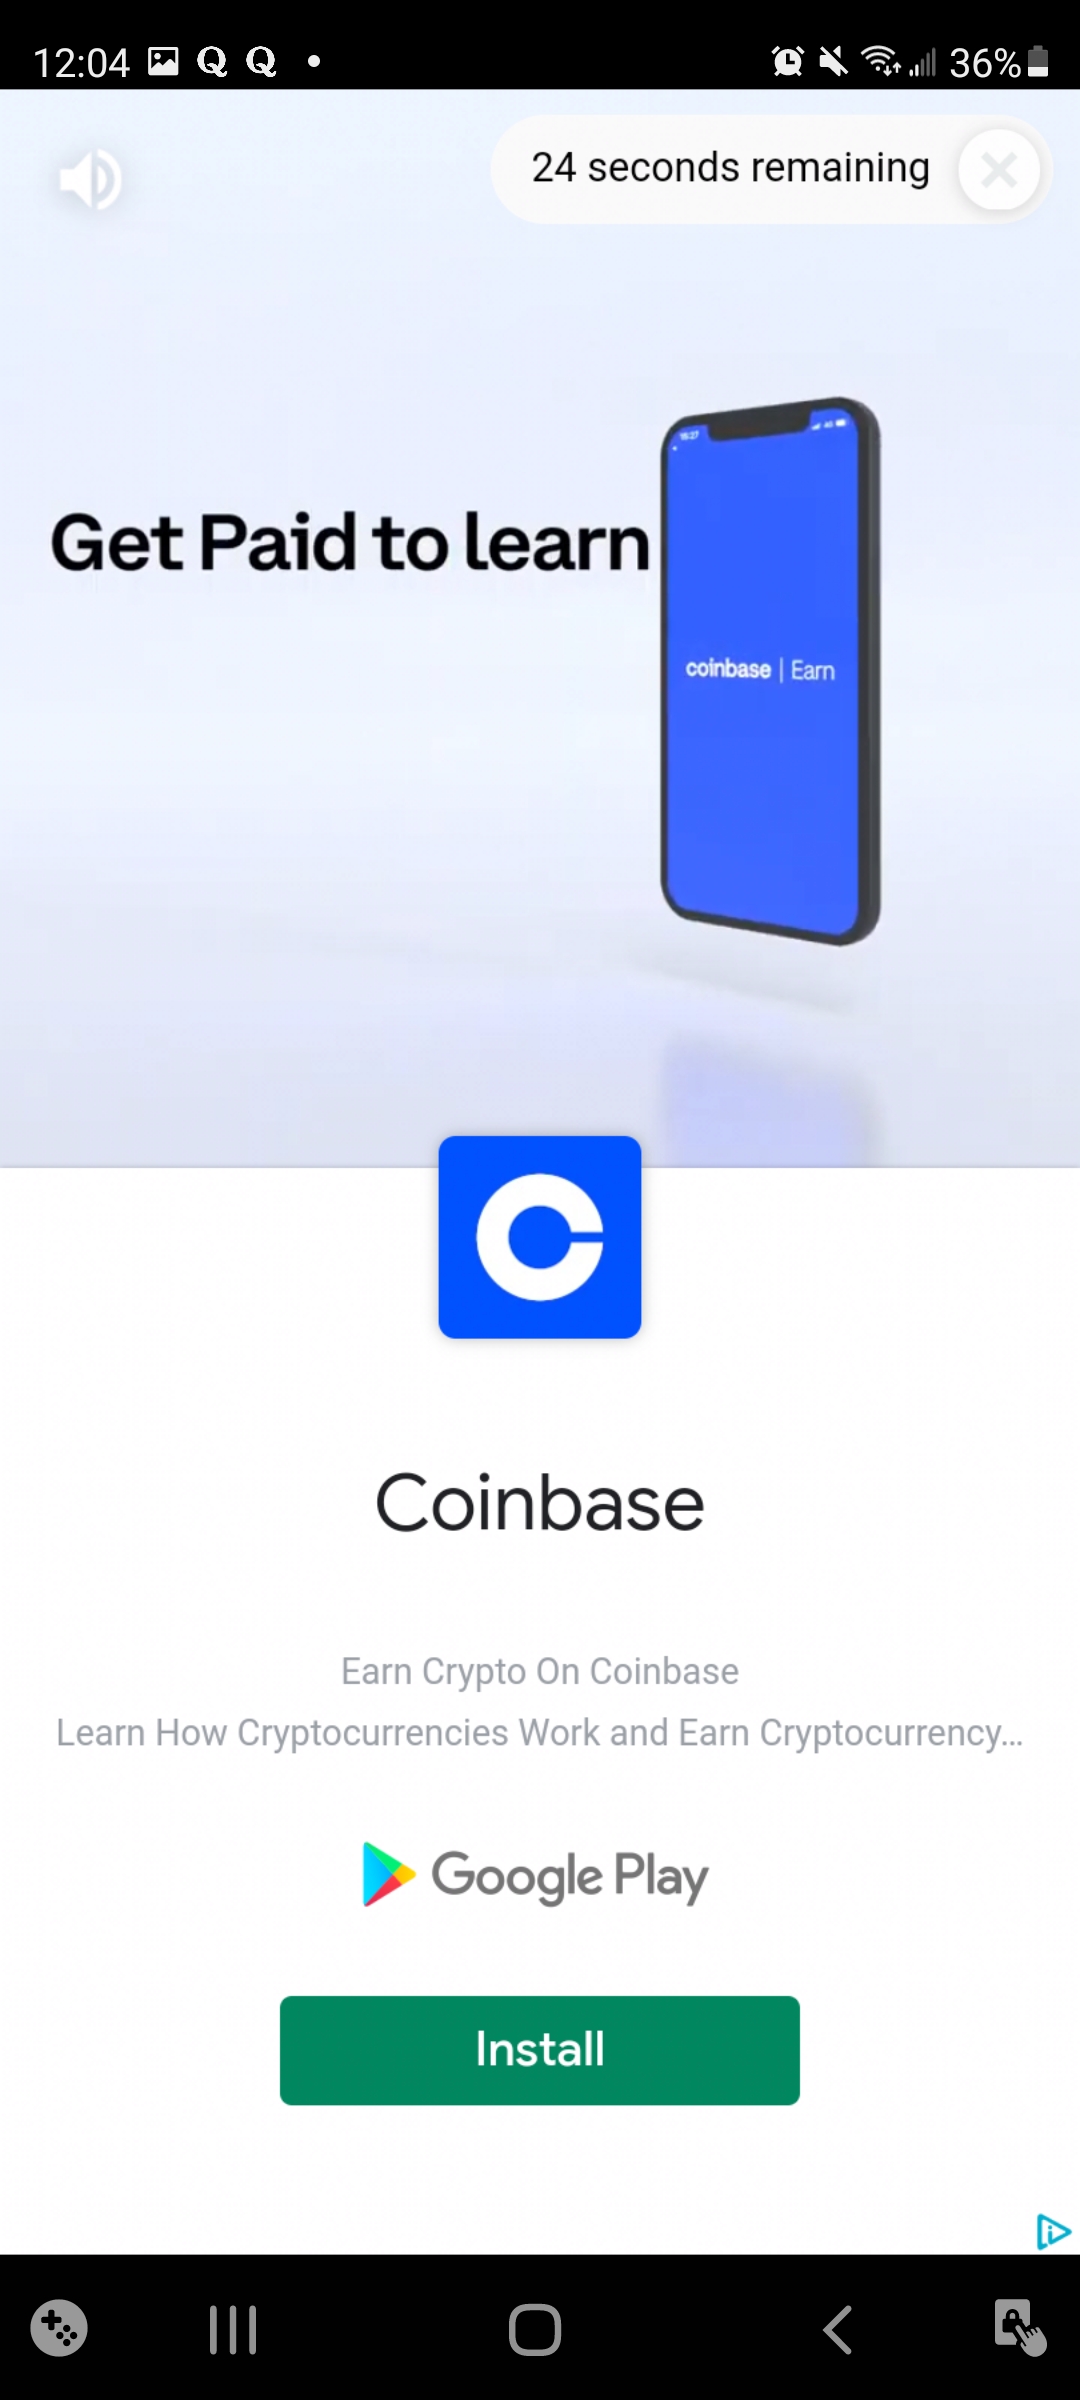 12:04
36%
24 seconds remaining
Get Paid to learn
coinbase | Earn
Coinbase
Earn Crypto On Coinbase
Learn How Cryptocurrencies Work and Earn Cryptocurrency...
Google Play
Install